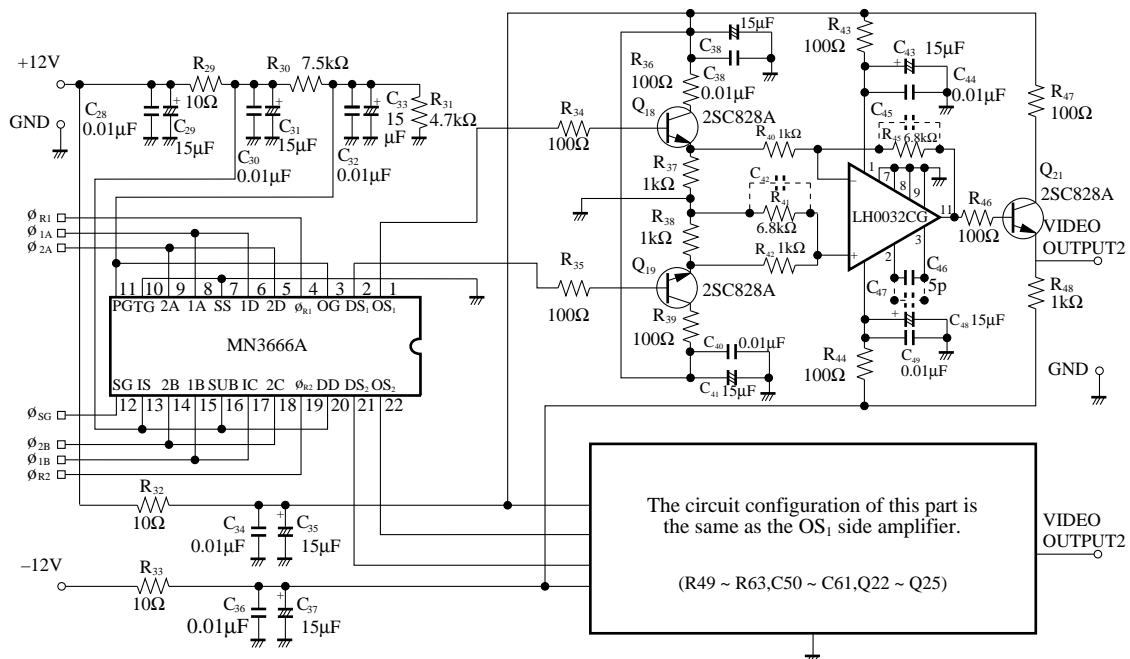 +12V
GND
R29
10Ω
R30
7.5kΩ
C28
0.01µF
C29
15µF
C30
0.01µF
C31
15µF
C32
0.01µF
C33
15
µF
R31
4.7kΩ
øR1
ø1A
ø2A
11 10 9 8 7 6 5 4 3 2 1
PG TG 2A 1A SS 1D 2D øR1 OG DS1 OS1
MN3666A
SG IS 2B 1B SUB IC 2C øR2 DD DS2 OS2
12 13 14 15 16 17 18 19 20 21 22
øSG
ø2B
ø1B
øR2
R34
100Ω
R35
100Ω
15µF
C38
R36
100Ω
C38
0.01µF
Q18
2SC828A
R37
1kΩ
R38
1kΩ
Q19
2SC828A
R39
100Ω
C40
0.01µF
C41
15µF
R40 1kΩ
C42
R41
6.8kΩ
R42 1kΩ
R43
100Ω
C43
15µF
+
C44
0.01µF
C45
R45 6.8kΩ
1
7
8
9
−
+
LH0032CG
11
2
3
R46
100Ω
C46
5p
C47
+
C48 15µF
C49
0.01µF
R44
100Ω
R47
100Ω
Q21
2SC828A
VIDEO
OUTPUT2
R48
1kΩ
GND
R32
10Ω
C34
0.01µF
+
C35
15µF
−12V
R33
10Ω
C36
0.01µF
+
C37
15µF
The circuit configuration of this part is
the same as the OS1 side amplifier.
(R49 ~ R63,C50 ~ C61,Q22 ~ Q25)
VIDEO
OUTPUT2